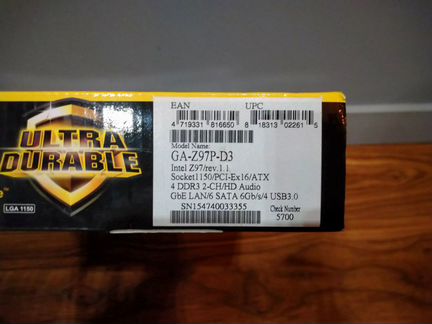 ULTRA
DURABLE
LGA 1150
EAN UPC
4 719331 816650 8 18313 02261 5
Model Name:
GA-Z97P-D3
Intel Z97/rev.1.1
Socket1150/PCI-Ex16/ATX
4 DDR3 2-CH/HD Audio
GbE LAN/6 SATA 6Gb/s/4 USB3.0
SN154740033355
Check Number
5700